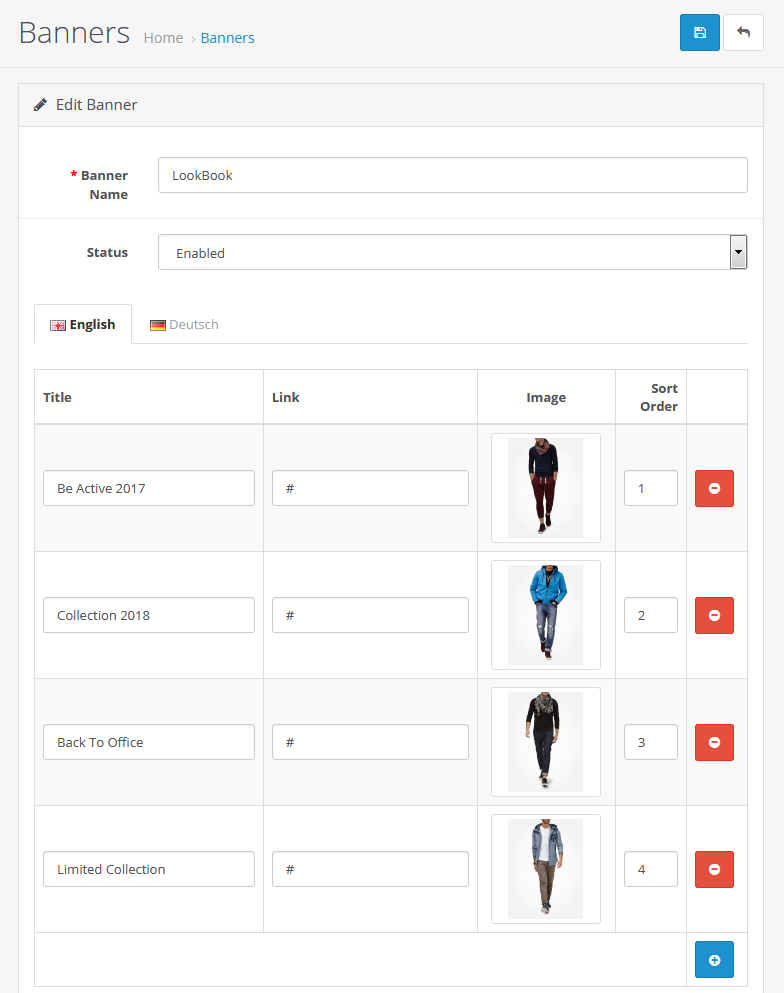 Banners Home › Banners
Edit Banner
* Banner
Name
LookBook
Status
Enabled
English Deutsch
Title Link Image Sort
Order
Be Active 2017 # 1
Collection 2018 # 2
Back To Office # 3
Limited Collection # 4